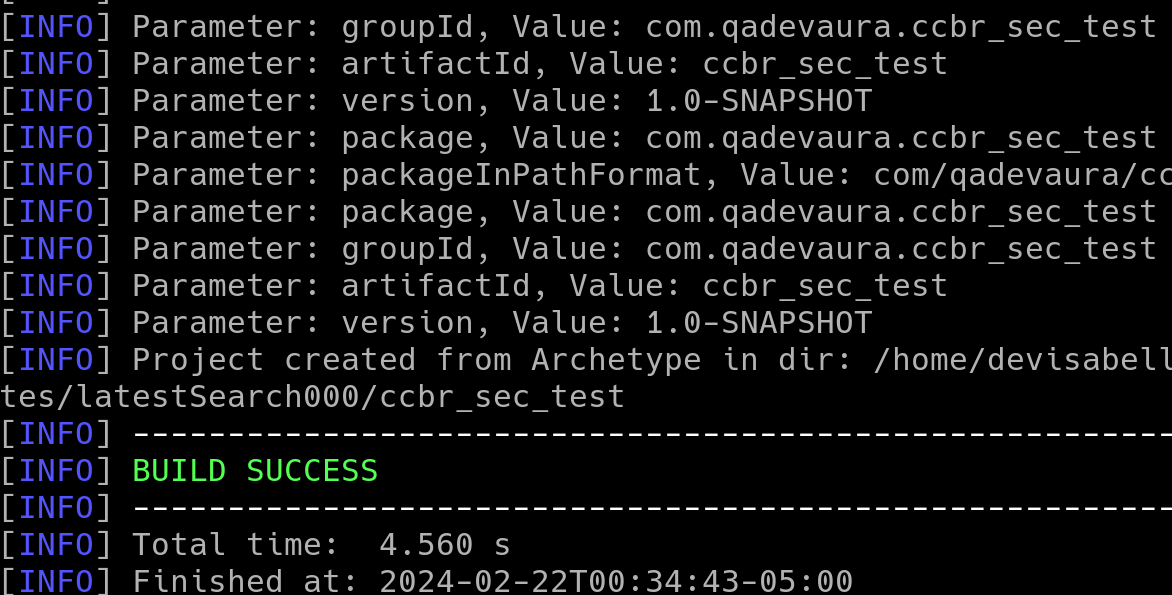 [INFO] Parameter: groupId, Value: com.qadevaura.ccbr_sec_test
[INFO] Parameter: artifactId, Value: ccbr_sec_test
[INFO] Parameter: version, Value: 1.0-SNAPSHOT
[INFO] Parameter: package, Value: com.qadevaura.ccbr_sec_test
[INFO] Parameter: packageInPathFormat, Value: com/qadevaura/cc
[INFO] Parameter: package, Value: com.qadevaura.ccbr_sec_test
[INFO] Parameter: groupId, Value: com.qadevaura.ccbr_sec_test
[INFO] Parameter: artifactId, Value: ccbr_sec_test
[INFO] Parameter: version, Value: 1.0-SNAPSHOT
[INFO] Project created from Archetype in dir: /home/devisabell
tes/latestSearch000/ccbr_sec_test
[INFO] -------------------------------------------------------
[INFO] BUILD SUCCESS
[INFO] -------------------------------------------------------
[INFO] Total time:  4.560 s
[INFO] Finished at: 2024-02-22T00:34:43-05:00